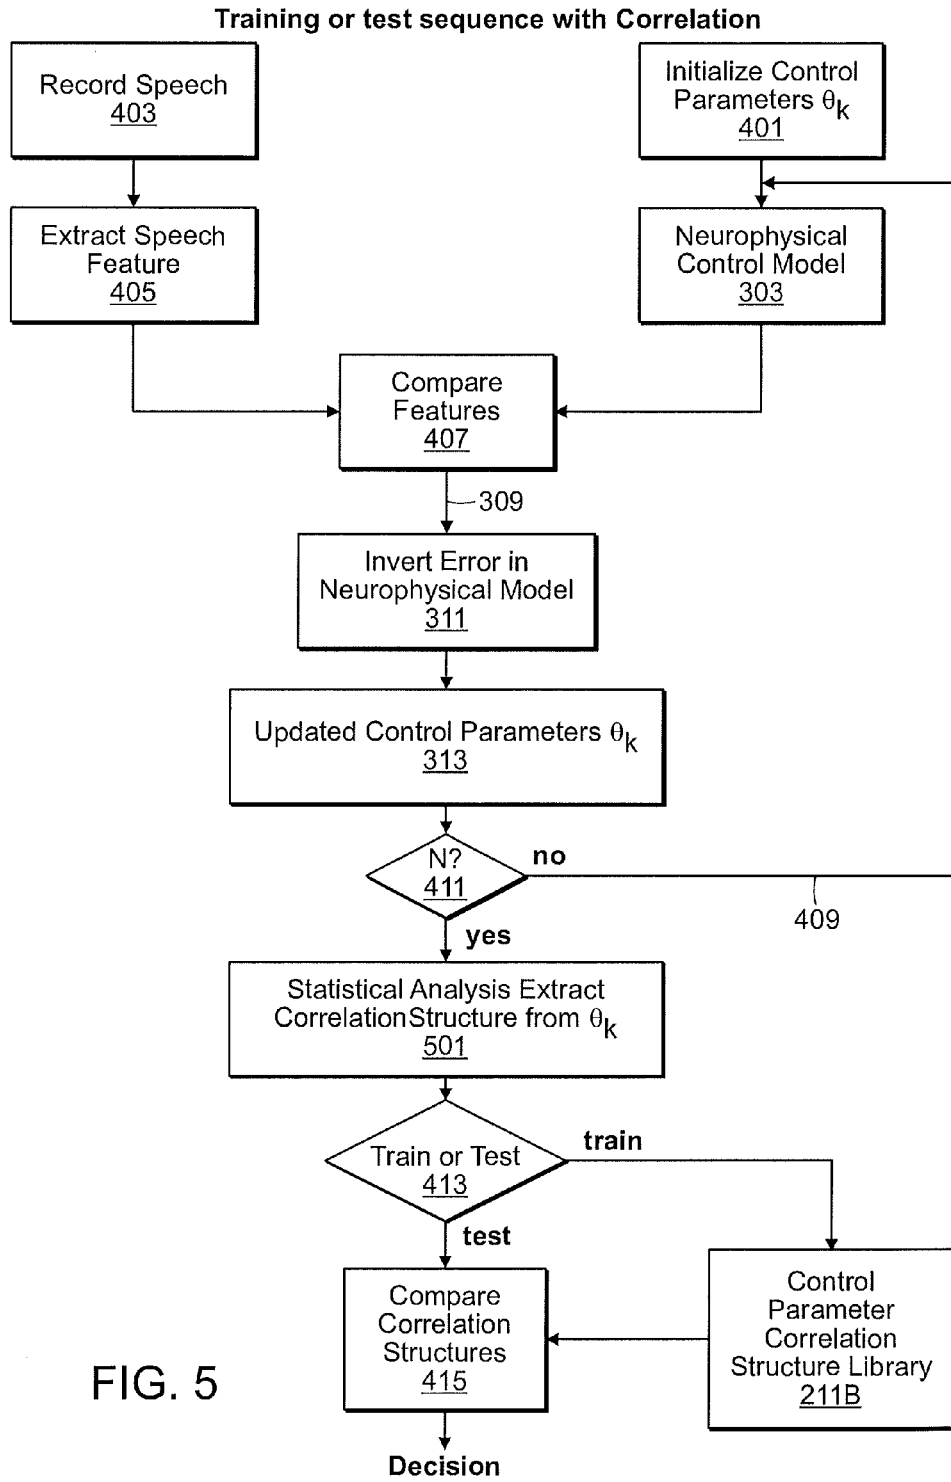 Training or test sequence with Correlation
Record Speech
403
Initialize Control
Parameters θk
401
Extract Speech
Feature
405
Neurophysical
Control Model
303
Compare
Features
407
309
Invert Error in
Neurophysical Model
311
Updated Control Parameters θk
313
N?
411
no
409
yes
Statistical Analysis Extract
Correlation Structure from θk
501
Train or Test
413
train
test
Compare
Correlation
Structures
415
Control
Parameter
Correlation
Structure Library
211B
FIG. 5
Decision